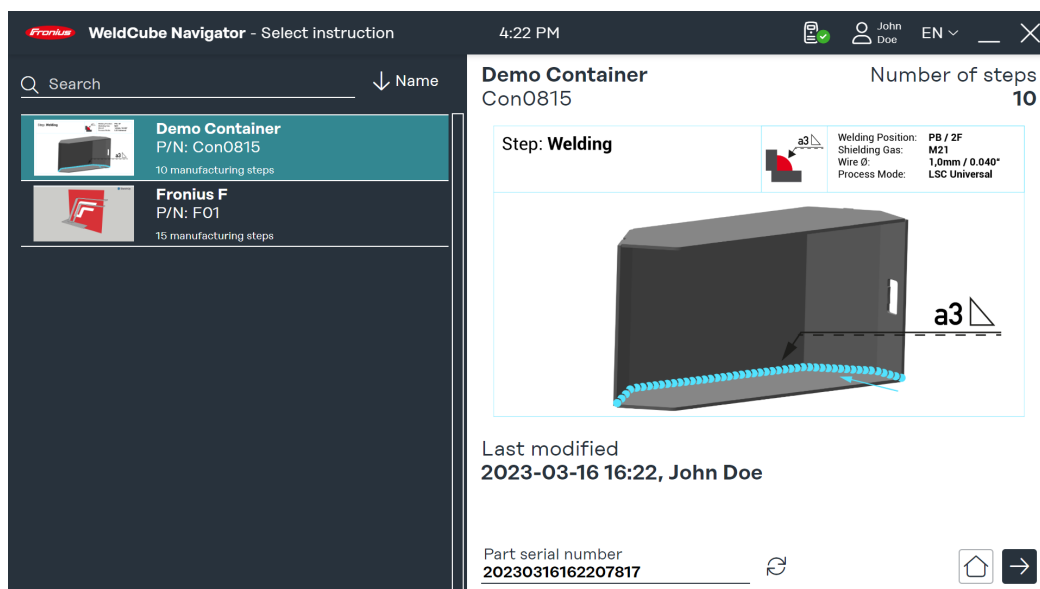 Fronius WeldCube Navigator - Select instruction 4:22 PM John Doe EN
Search
Name
Demo Container
P/N: Con0815
10 manufacturing steps
Fronius F
P/N: F01
15 manufacturing steps
Demo Container
Con0815
Number of steps
10
Step: Welding
a3
Welding Position: PB / 2F
Shielding Gas: M21
Wire Ø: 1,0mm / 0.040“
Process Mode: LSC Universal
a3
Last modified
2023-03-16 16:22, John Doe
Part serial number
20230316162207817